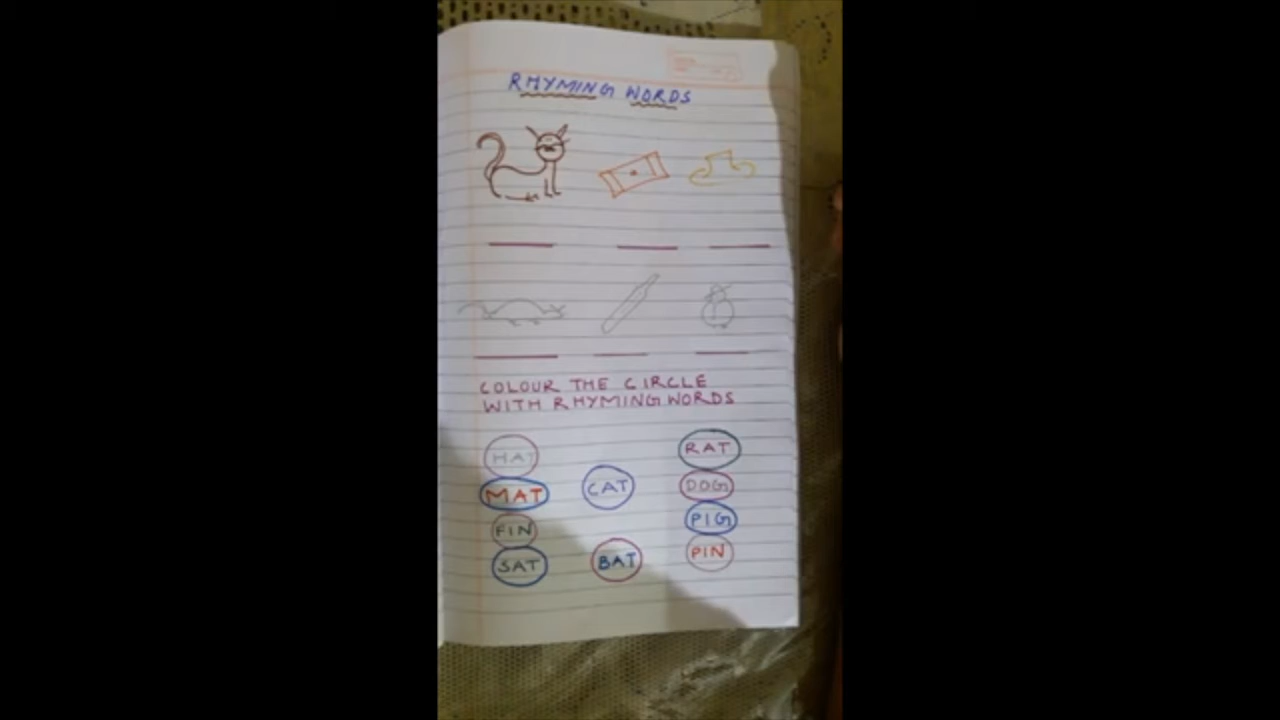 RHYMING WORDS
COLOUR THE CIRCLE
WITH RHYMING WORDS
HAT
MAT
FIN
SAT
CAT
BAT
RAT
DOG
PIG
PIN